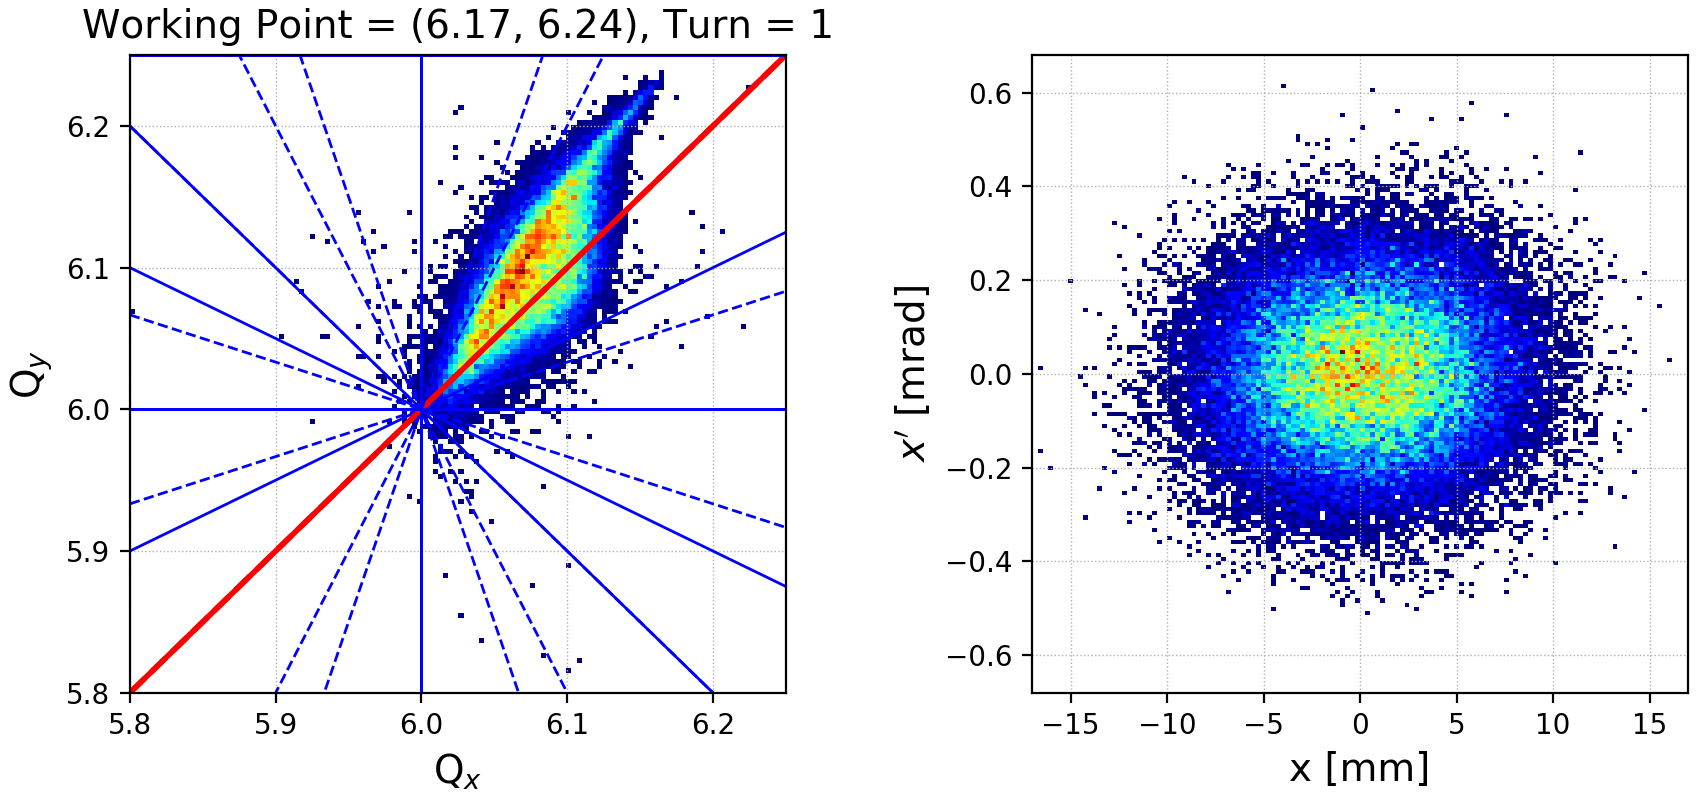 Working Point = (6.17, 6.24), Turn = 1
6.2
6.1
6.0
5.9
5.8
Q_y
5.8 5.9 6.0 6.1 6.2
Q_x
0.6
0.4
0.2
0.0
−0.2
−0.4
−0.6
x′ [mrad]
−15 −10 −5 0 5 10 15
x [mm]